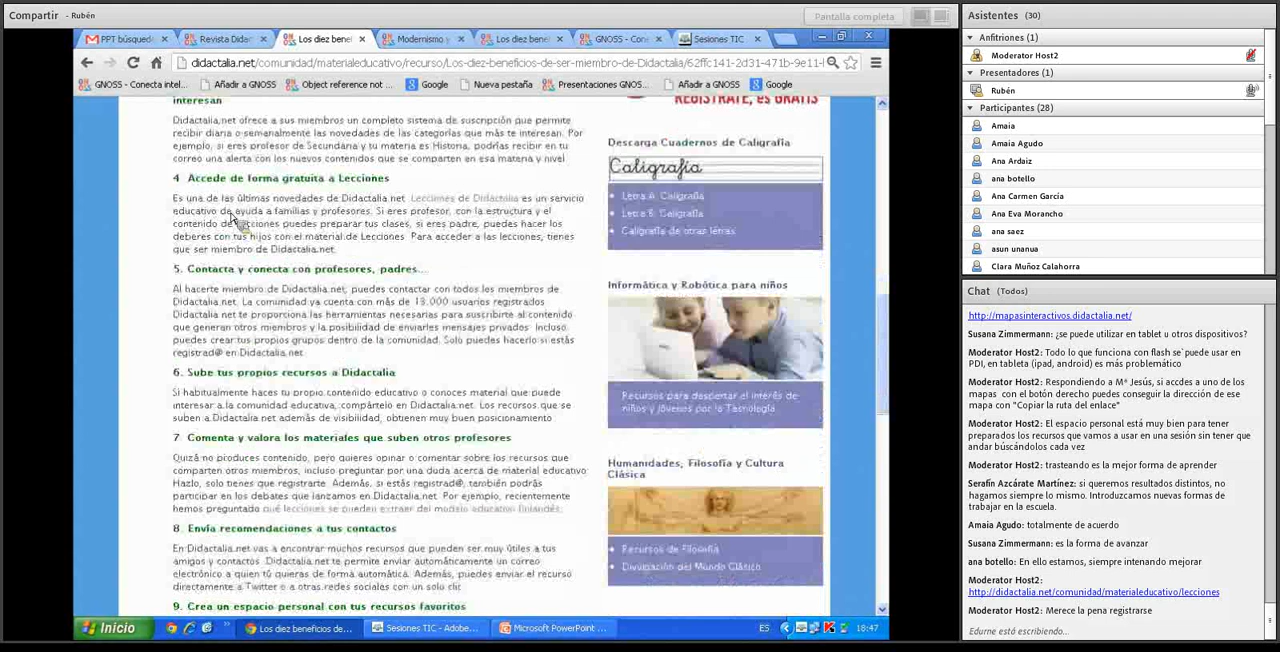 Compartir - Rubén
Pantalla completa
PPT búsqued
Revista Didac
Los diez benef
Modernismo y
Los diez benef
GNOSS - Con
Sesiones TIC
didactalia.net/comunidad/materialeducativo/recurso/Los-diez-beneficios-de-ser-miembro-de-Didactalia/62ffc141-2d31-471b-9e11-l
GNOSS - Conecta intel...
Añadir a GNOSS
Object reference not ...
Google
Nueva pestaña
Presentaciones GNOS...
Añadir a GNOSS
Google
interesan
Didactalia.net ofrece a sus miembros un completo sistema de suscripción que permite
recibir diaria o semanalmente las novedades de las categorías que más te interesan. Por
ejemplo, si eres profesor de Secundaria y tu materia es Historia, podrías recibir en tu
correo una alerta con los nuevos contenidos que se comparten en esa materia y nivel
4 Accede de forma gratuita a Lecciones
Es una de las últimas novedades de Didactalia.net. Lecciones de Didactalia es un servicio
educativo de ayuda a familias y profesores. Si eres profesor, con la estructura y el
contenido de lecciones puedes preparar tus clases, si eres padre, puedes hacer los
deberes con tus hijos con el material de Lecciones. Para acceder a las lecciones, tienes
que ser miembro de Didactalia.net.
5. Contacta y conecta con profesores, padres...
Al hacerte miembro de Didactalia.net, puedes contactar con todos los miembros de
Didactalia.net. La comunidad ya cuenta con más de 13.000 usuarios registrados
Didactalia.net te proporciona las herramientas necesarias para suscribirte al contenido
que generan otros miembros y la posibilidad de enviarles mensajes privados. Incluso
puedes crear tus propios grupos dentro de la comunidad. Solo puedes hacerlo si estás
registrad@ en Didactalia.net.
6. Sube tus propios recursos a Didactalia
Si habitualmente haces tu propio contenido educativo o conoces material que puede
interesar a la comunidad educativa, compártelo en Didactalia.net. Los recursos que se
suben a Didactalia.net además de visibilidad, obtienen muy buen posicionamiento.
7 Comenta y valora los materiales que suben otros profesores
Quizá no produces contenido, pero quieres opinar o comentar sobre los recursos que
comparten otros miembros, incluso preguntar por una duda acerca de material educativo
Hazlo, solo tienes que registrarte. Además, si estás registrad@, también podrás
participar en los debates que lanzamos en Didactalia.net. Por ejemplo, recientemente
hemos preguntado qué lecciones se pueden extraer del modelo educativo finlandés.
8. Envía recomendaciones a tus contactos
En Didactalia.net vas a encontrar muchos recursos que pueden ser muy útiles a tus
amigos y contactos. Didactalia.net te permite enviar automáticamente un correo
electrónico a quien tú quieras de forma automática. Además, puedes enviar el recurso
directamente a Twitter o a otras redes sociales con un solo clic
9. Crea un espacio personal con tus recursos favoritos
REGÍSTRATE, es GRATIS
Descarga Cuadernos de Caligrafía
Caligrafía
Letra A. Caligrafía
Letra B. Caligrafía
Caligrafía de otras letras
Informática y Robótica para niños
Recursos para despertar el interés de
niños y jóvenes por la Tecnología
Humanidades, Filosofía y Cultura
Clásica
Recursos de Filosofía
Divulgación del Mundo Clásico
Inicio
Los diez beneficios de...
Sesiones TIC - Adobe...
Microsoft PowerPoint ...
ES
18:47
Asistentes (30)
Anfitriones (1)
Moderator Host2
Presentadores (1)
Rubén
Participantes (28)
Amaia
Amaia Agudo
Ana Ardaiz
ana botello
Ana Carmen García
Ana Eva Morancho
ana saez
asun unanua
Clara Muñoz Calahorra
Chat (Todos)
http://mapasinteractivos.didactalia.net/
Susana Zimmermann: ¿se puede utilizar en tablet u otros dispositivos?
Moderator Host2: Todo lo que funciona con flash se`puede usar en
PDI, en tableta (ipad, android) es más problemático
Moderator Host2: Respondiendo a Mª Jesús, si accdes a uno de los
mapas con el botón derecho puedes conseguir la dirección de ese
mapa con "Copiar la ruta del enlace"
Moderator Host2: El espacio personal está muy bien para tener
preparados los recursos que vamos a usar en una sesión sin tener que
andar búscándolos cada vez
Moderator Host2: trasteando es la mejor forma de aprender
Serafín Azcárate Martínez: si queremos resultados distintos, no
hagamos siempre lo mismo. Introduzcamos nuevas formas de
trabajar en la escuela.
Amaia Agudo: totalmente de acuerdo
Susana Zimmermann: es la forma de avanzar
ana botello: En ello estamos, siempre intenando mejorar
Moderator Host2:
http://didactalia.net/comunidad/materialeducativo/lecciones
Moderator Host2: Merece la pena registrarse
Edurne está escribiendo...